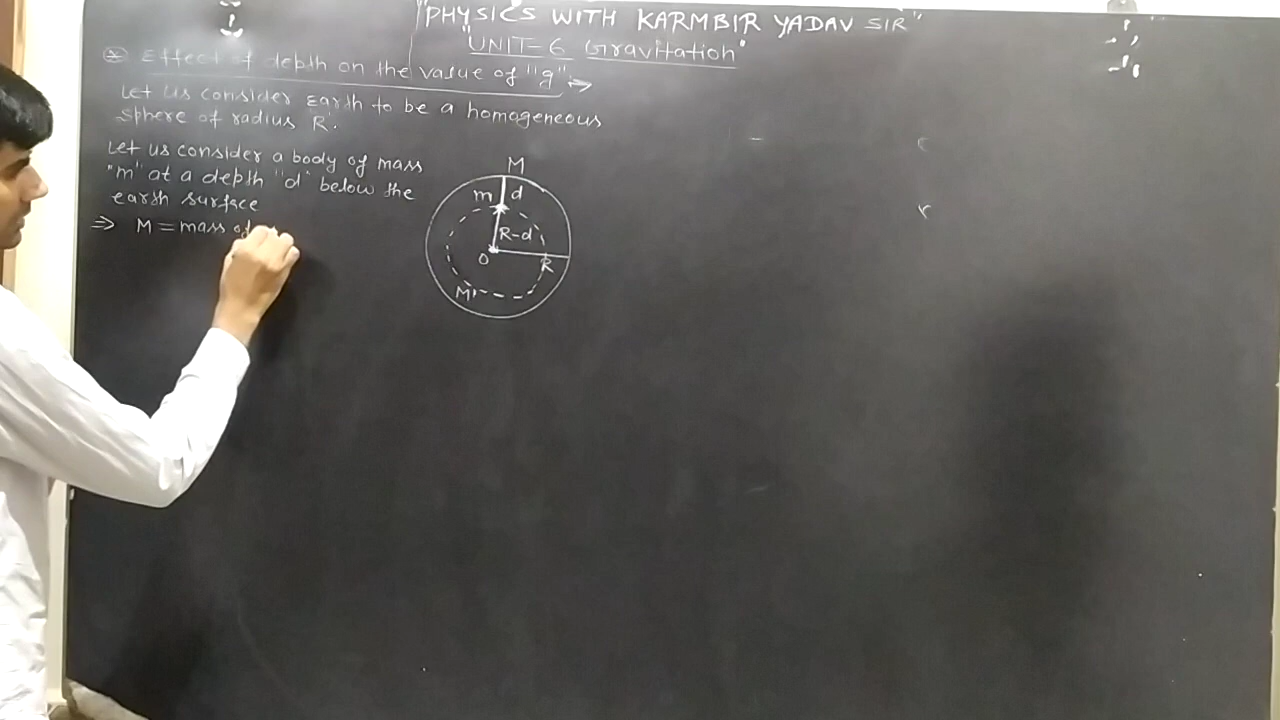 "PHYSICS WITH KARMBIR YADAV SIR"
"UNIT-6 Gravitation"
Effect of depth on the value of "g" →
Let us consider Earth to be a homogeneous
sphere of radius R.
Let us consider a body of mass
"m" at a depth "d" below the
earth surface
⇒ M = mass of
M
m d
R-d
O R
M'